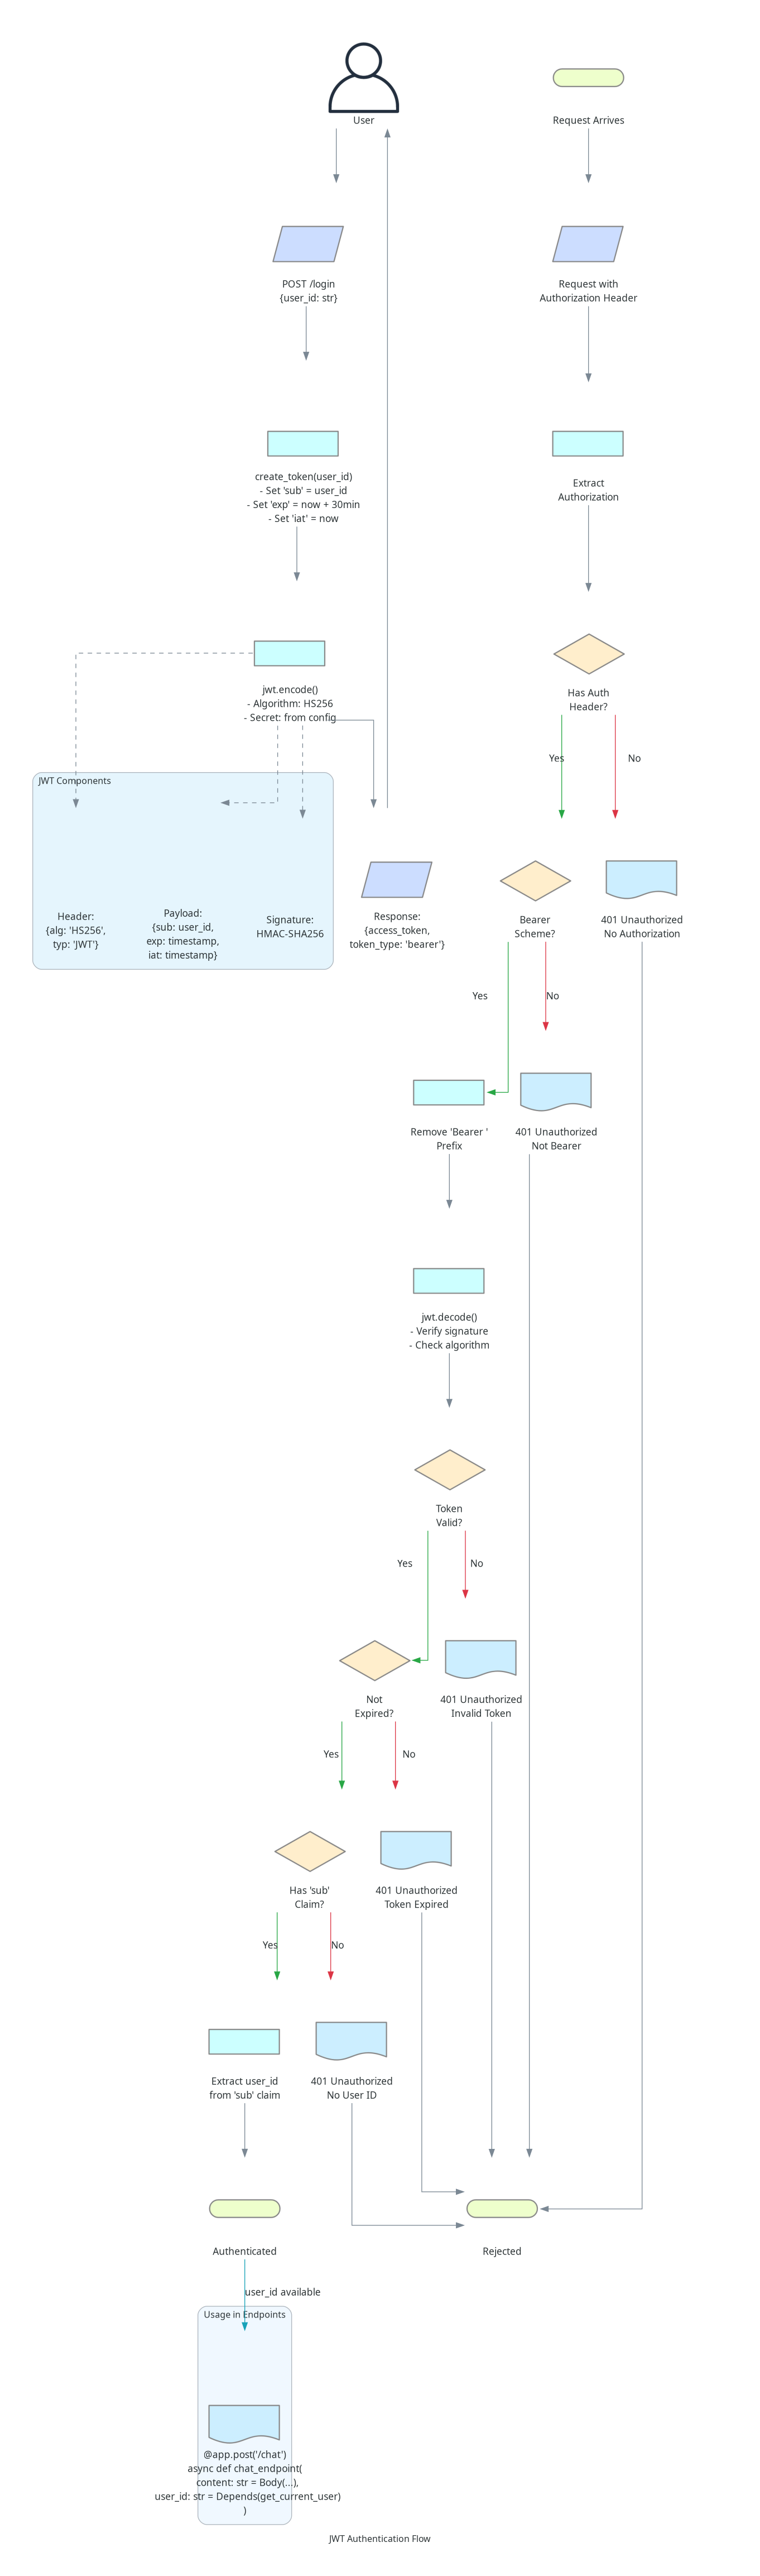 User
Request Arrives
POST /login
{user_id: str}
Request with
Authorization Header
create_token(user_id)
- Set 'sub' = user_id
- Set 'exp' = now + 30min
- Set 'iat' = now
Extract
Authorization
jwt.encode()
- Algorithm: HS256
- Secret: from config
Has Auth
Header?
Yes
No
JWT Components
Header:
{alg: 'HS256',
typ: 'JWT'}
Payload:
{sub: user_id,
exp: timestamp,
iat: timestamp}
Signature:
HMAC-SHA256
Response:
{access_token,
token_type: 'bearer'}
Bearer
Scheme?
401 Unauthorized
No Authorization
Yes
No
Remove 'Bearer '
Prefix
401 Unauthorized
Not Bearer
jwt.decode()
- Verify signature
- Check algorithm
Token
Valid?
Yes
No
Not
Expired?
401 Unauthorized
Invalid Token
Yes
No
Has 'sub'
Claim?
401 Unauthorized
Token Expired
Yes
No
Extract user_id
from 'sub' claim
401 Unauthorized
No User ID
Authenticated
Rejected
user_id available
Usage in Endpoints
@app.post('/chat')
async def chat_endpoint(
content: str = Body(...),
user_id: str = Depends(get_current_user)
)
JWT Authentication Flow